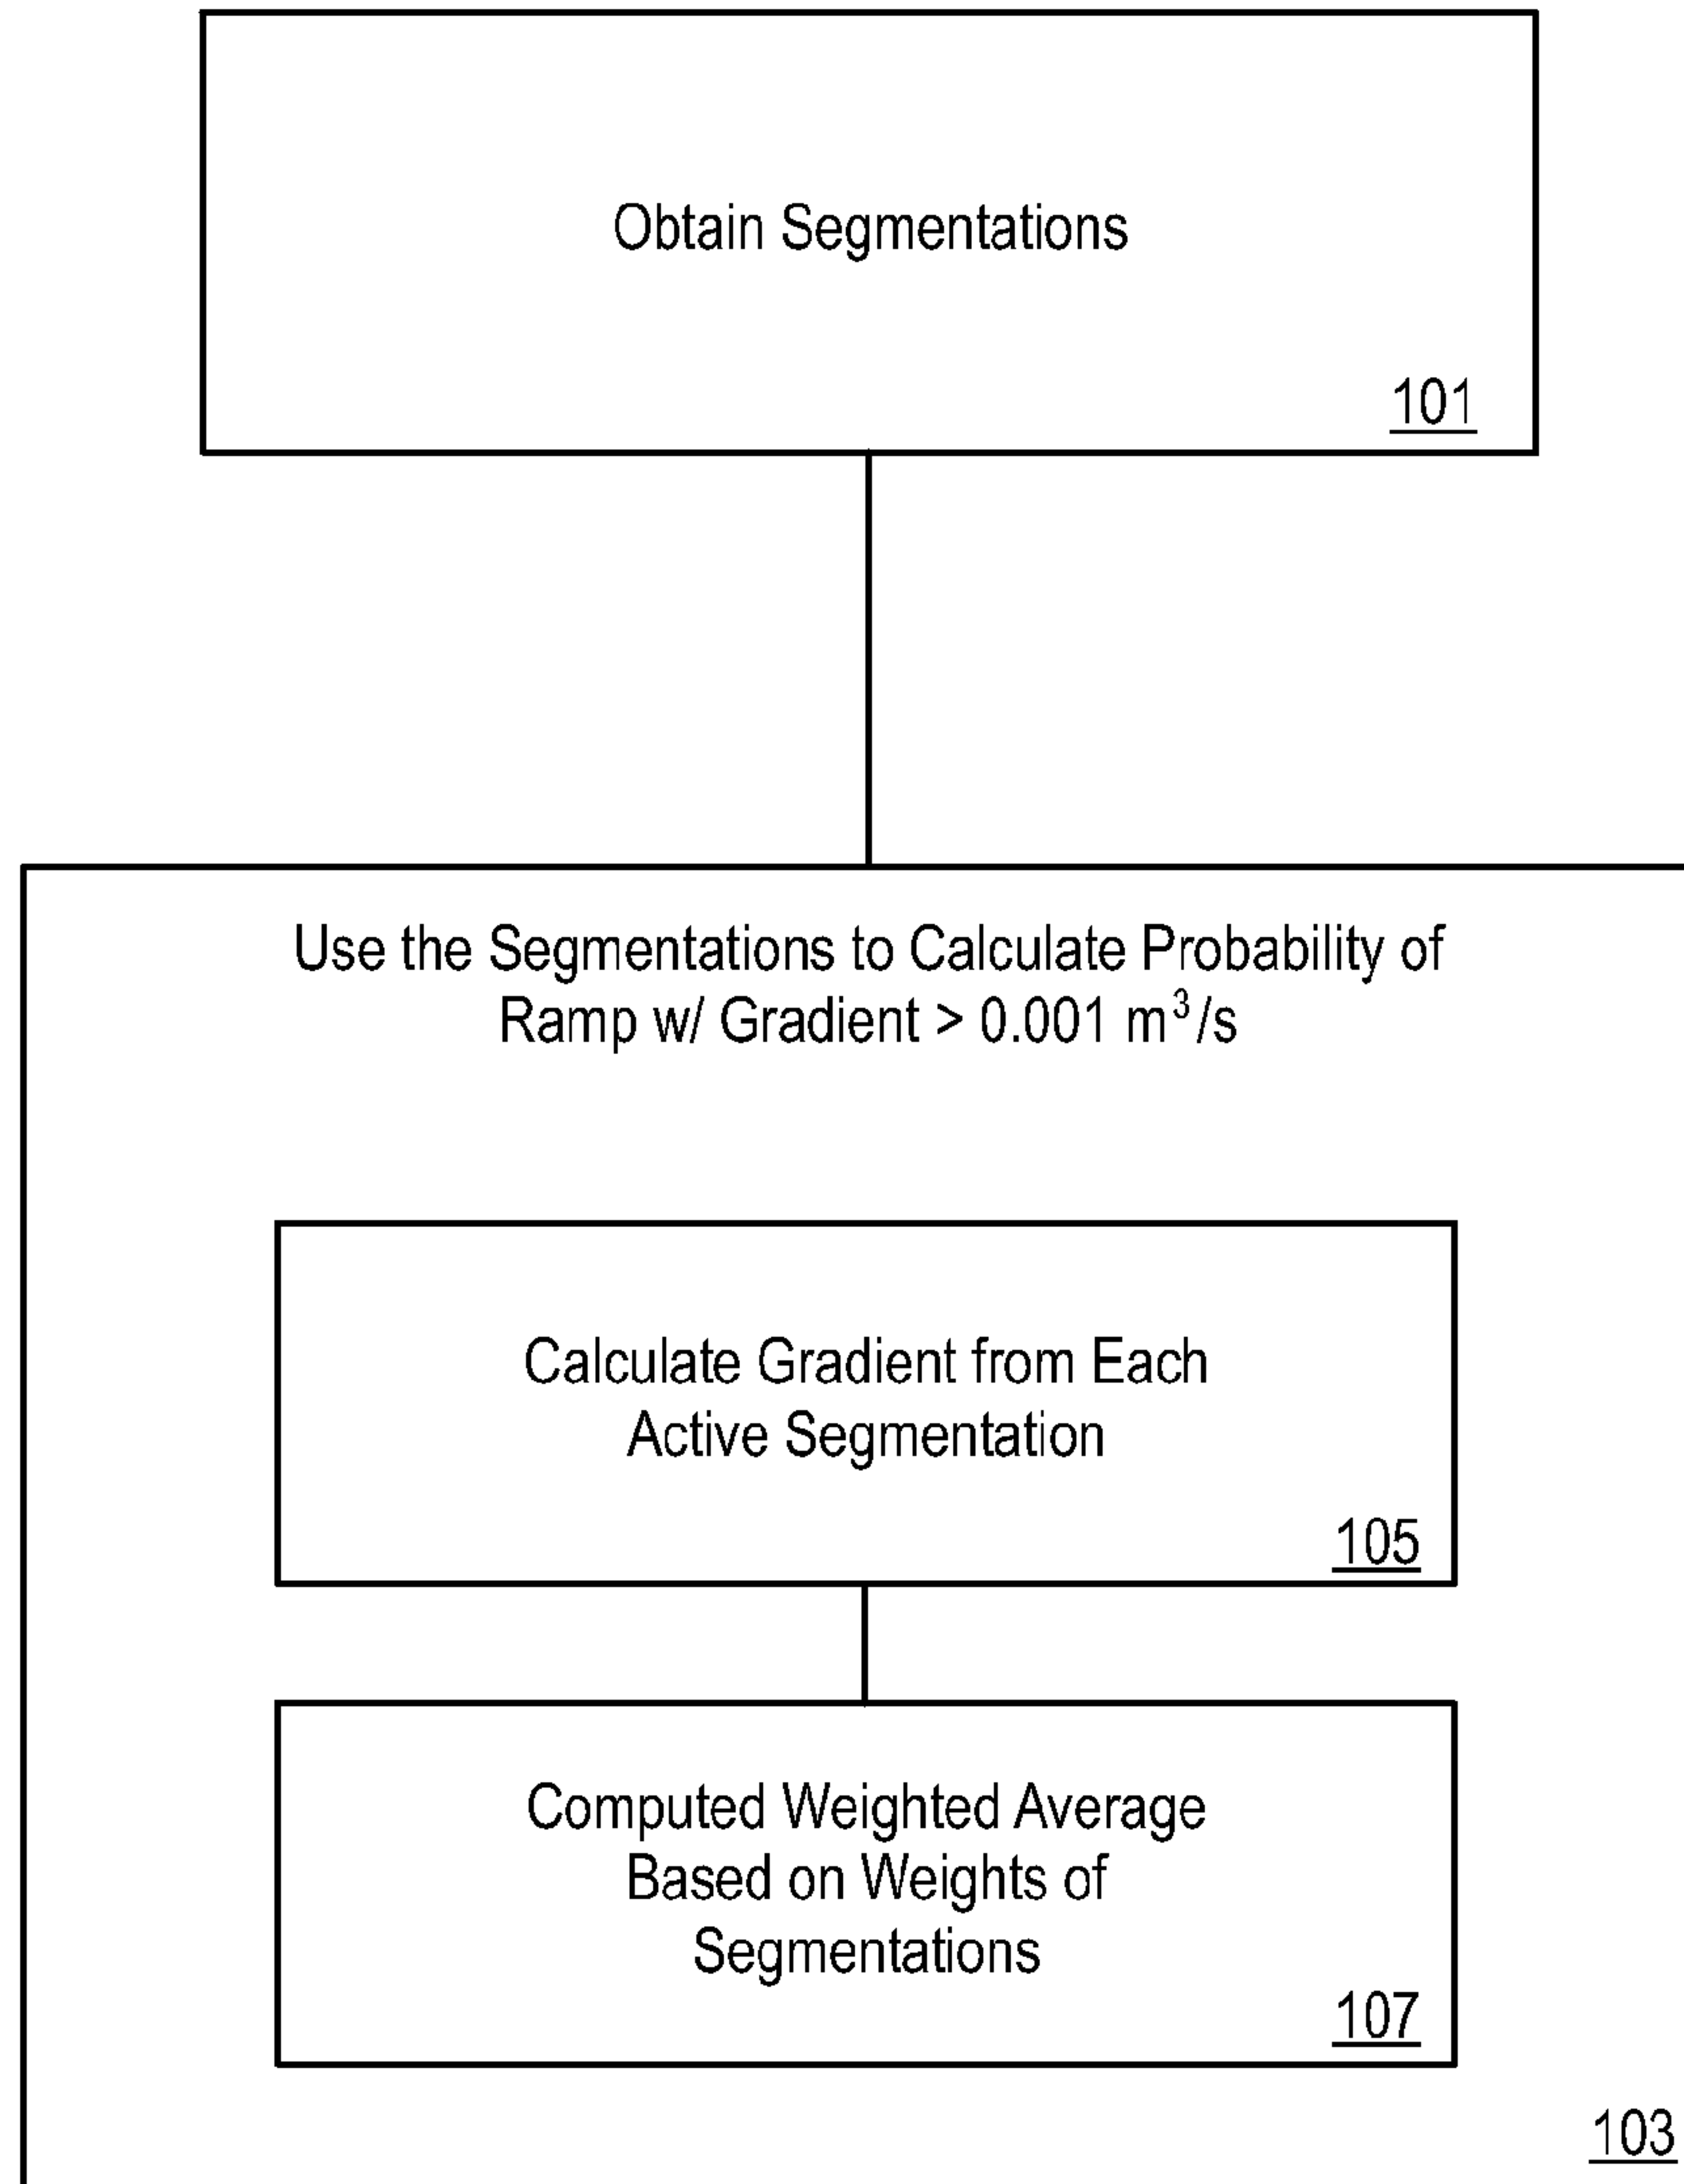 Obtain Segmentations
101
Use the Segmentations to Calculate Probability of
Ramp w/ Gradient > 0.001 m³/s
Calculate Gradient from Each
Active Segmentation
105
Computed Weighted Average
Based on Weights of
Segmentations
107
103